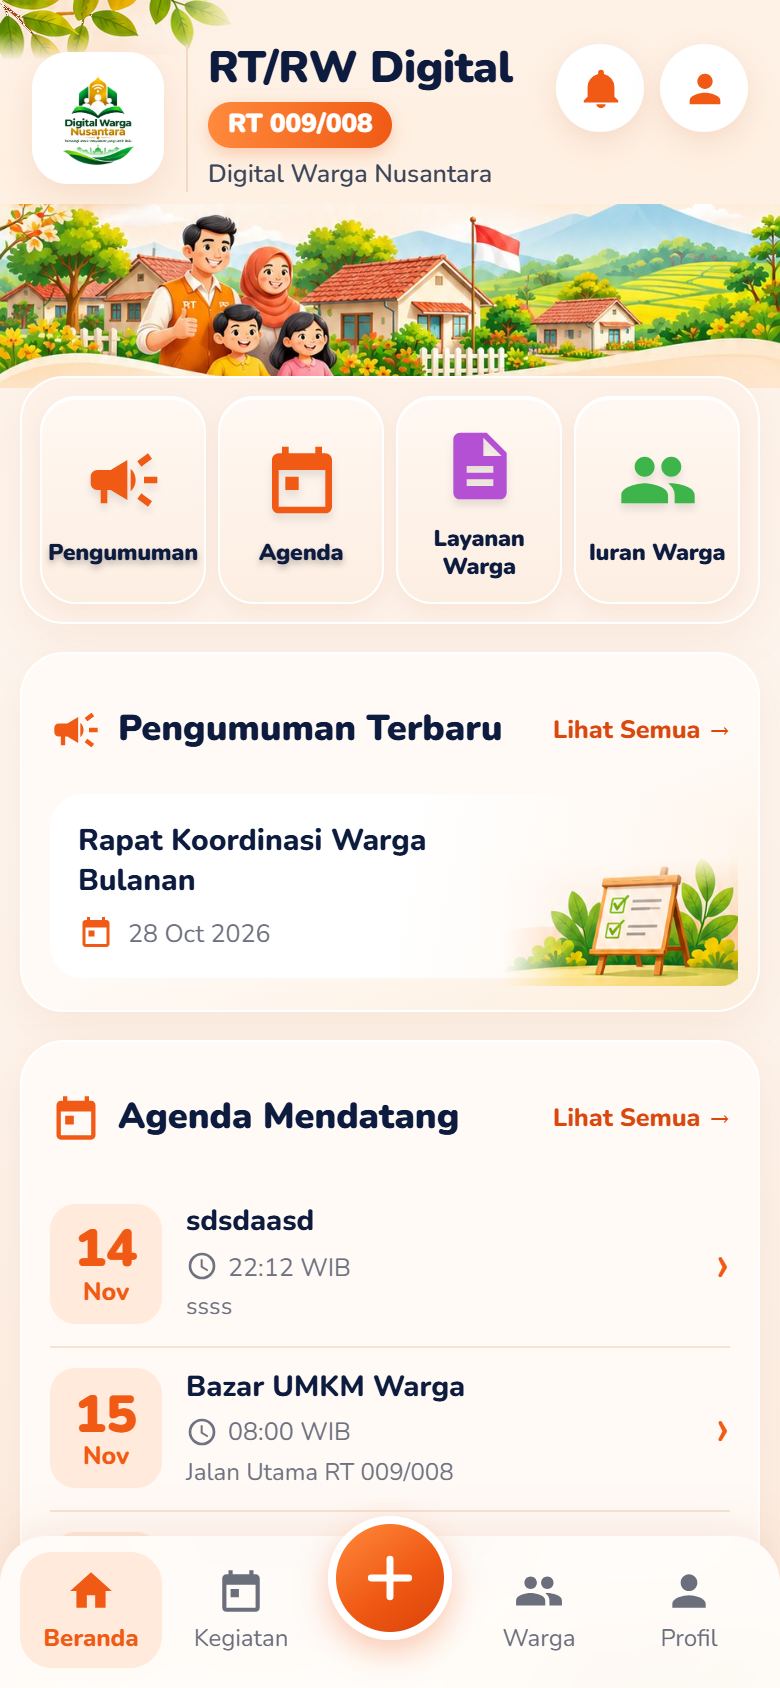 RT/RW Digital
RT 009/008
Digital Warga Nusantara
Digital Warga
Nusantara
RT
Pengumuman
Agenda
Layanan
Warga
Iuran Warga
Pengumuman Terbaru
Lihat Semua →
Rapat Koordinasi Warga
Bulanan
28 Oct 2026
Agenda Mendatang
Lihat Semua →
14
Nov
sdsdaasd
22:12 WIB
ssss
15
Nov
Bazar UMKM Warga
08:00 WIB
Jalan Utama RT 009/008
Beranda
Kegiatan
Warga
Profil